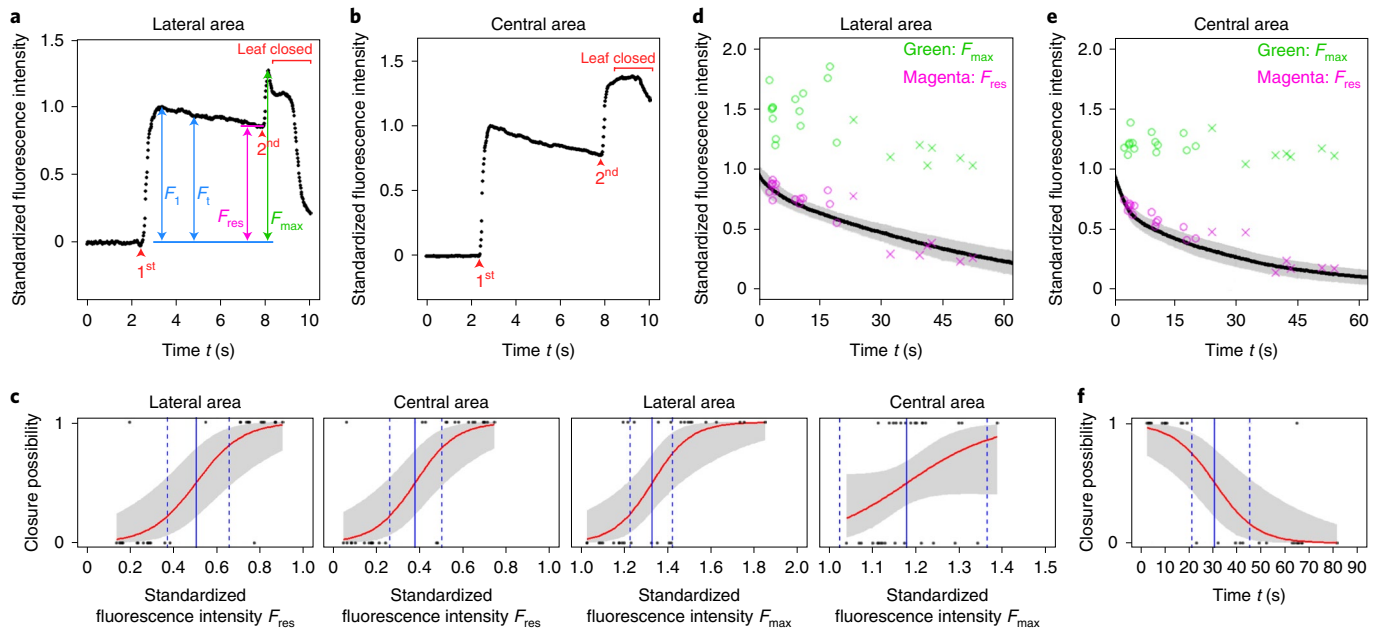 a
Lateral area
Standardized fluorescence intensity
1.5
1.0
0.5
0
Leaf closed
2nd
1st
F1
Ft
Fres
Fmax
0 2 4 6 8 10
Time t (s)
b
Central area
Standardized fluorescence intensity
1.5
1.0
0.5
0
Leaf closed
2nd
1st
0 2 4 6 8 10
Time t (s)
d
Lateral area
Standardized fluorescence intensity
2.0
1.5
1.0
0.5
0
Green: Fmax
Magenta: Fres
0 15 30 45 60
Time t (s)
e
Central area
Standardized fluorescence intensity
2.0
1.5
1.0
0.5
0
Green: Fmax
Magenta: Fres
0 15 30 45 60
Time t (s)
c
Closure possibility
1
0
Lateral area
0 0.2 0.4 0.6 0.8 1.0
Standardized
fluorescence intensity Fres
Central area
0 0.2 0.4 0.6 0.8 1.0
Standardized
fluorescence intensity Fres
Lateral area
1.0 1.2 1.4 1.6 1.8 2.0
Standardized
fluorescence intensity Fmax
Central area
1.0 1.1 1.2 1.3 1.4 1.5
Standardized
fluorescence intensity Fmax
f
Closure possibility
1
0
0 10 20 30 40 50 60 70 80 90
Time t (s)